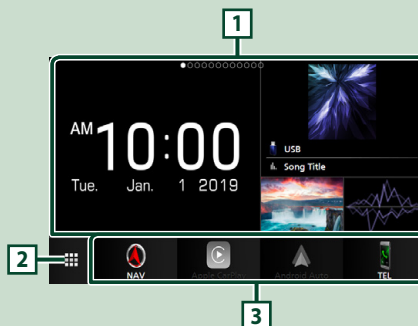 1
AM 10:00
Tue. Jan. 1 2019
USB
Song Title
2
NAV
Apple CarPlay
Android Auto
TEL
3